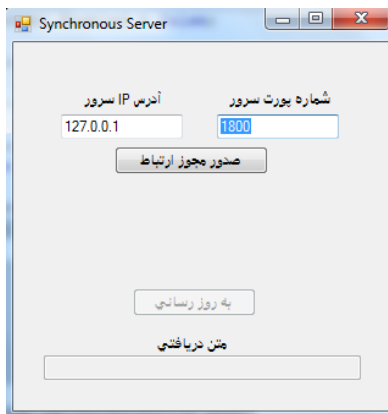 Synchronous Server
شماره پورت سرور
آدرس IP سرور
1800
127.0.0.1
صدور مجوز ارتباط
به روز رسانی
متن دریافتی